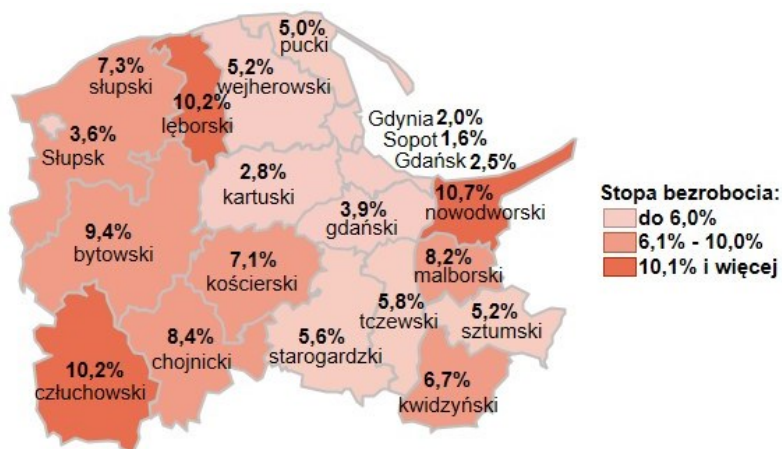 5,0%
pucki
7,3%
słupski
5,2%
wejherowski
10,2%
lęborski
Gdynia 2,0%
Sopot 1,6%
Gdańsk 2,5%
3,6%
Słupsk
2,8%
kartuski
10,7%
nowodworski
3,9%
gdański
9,4%
bytowski
7,1%
kościerski
8,2%
malborski
5,8%
tczewski
5,2%
sztumski
8,4%
chojnicki
5,6%
starogardzki
10,2%
człuchowski
6,7%
kwidzyński
Stopa bezrobocia:
do 6,0%
6,1% - 10,0%
10,1% i więcej